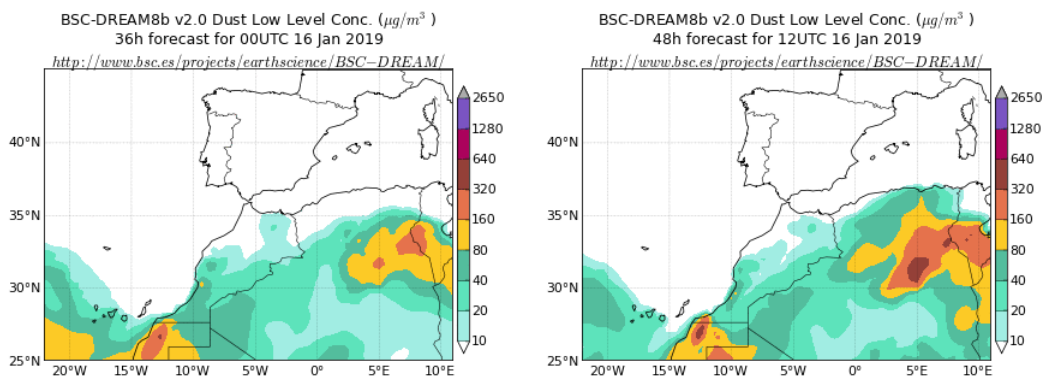 BSC-DREAM8b v2.0 Dust Low Level Conc. (μg/m³ )
36h forecast for 00UTC 16 Jan 2019
http://www.bsc.es/projects/earthscience/BSC−DREAM/
40°N
35°N
30°N
25°N
20°W
15°W
10°W
5°W
0°E
5°E
10°E
2650
1280
640
320
160
80
40
20
10
BSC-DREAM8b v2.0 Dust Low Level Conc. (μg/m³ )
48h forecast for 12UTC 16 Jan 2019
http://www.bsc.es/projects/earthscience/BSC−DREAM/
40°N
35°N
30°N
25°N
20°W
15°W
10°W
5°W
0°E
5°E
10°E
2650
1280
640
320
160
80
40
20
10